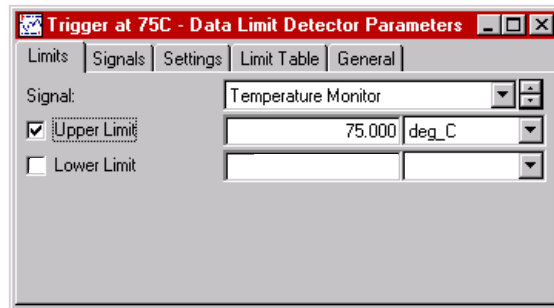 Trigger at 75C - Data Limit Detector Parameters
Limits Signals Settings Limit Table General
Signal: Temperature Monitor
Upper Limit 75.000 deg_C
Lower Limit